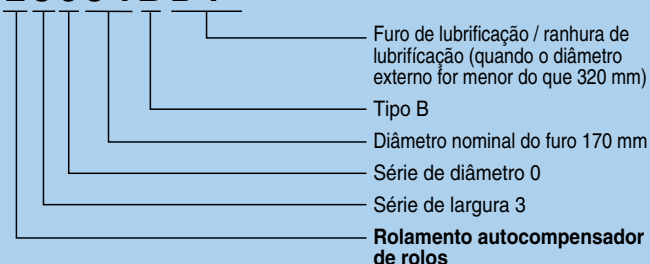 Furo de lubrificação / ranhura de
lubrifícação (quando o diâmetro
externo for menor do que 320 mm)
Tipo B
Diâmetro nominal do furo 170 mm
Série de diâmetro 0
Série de largura 3
Rolamento autocompensador
de rolos